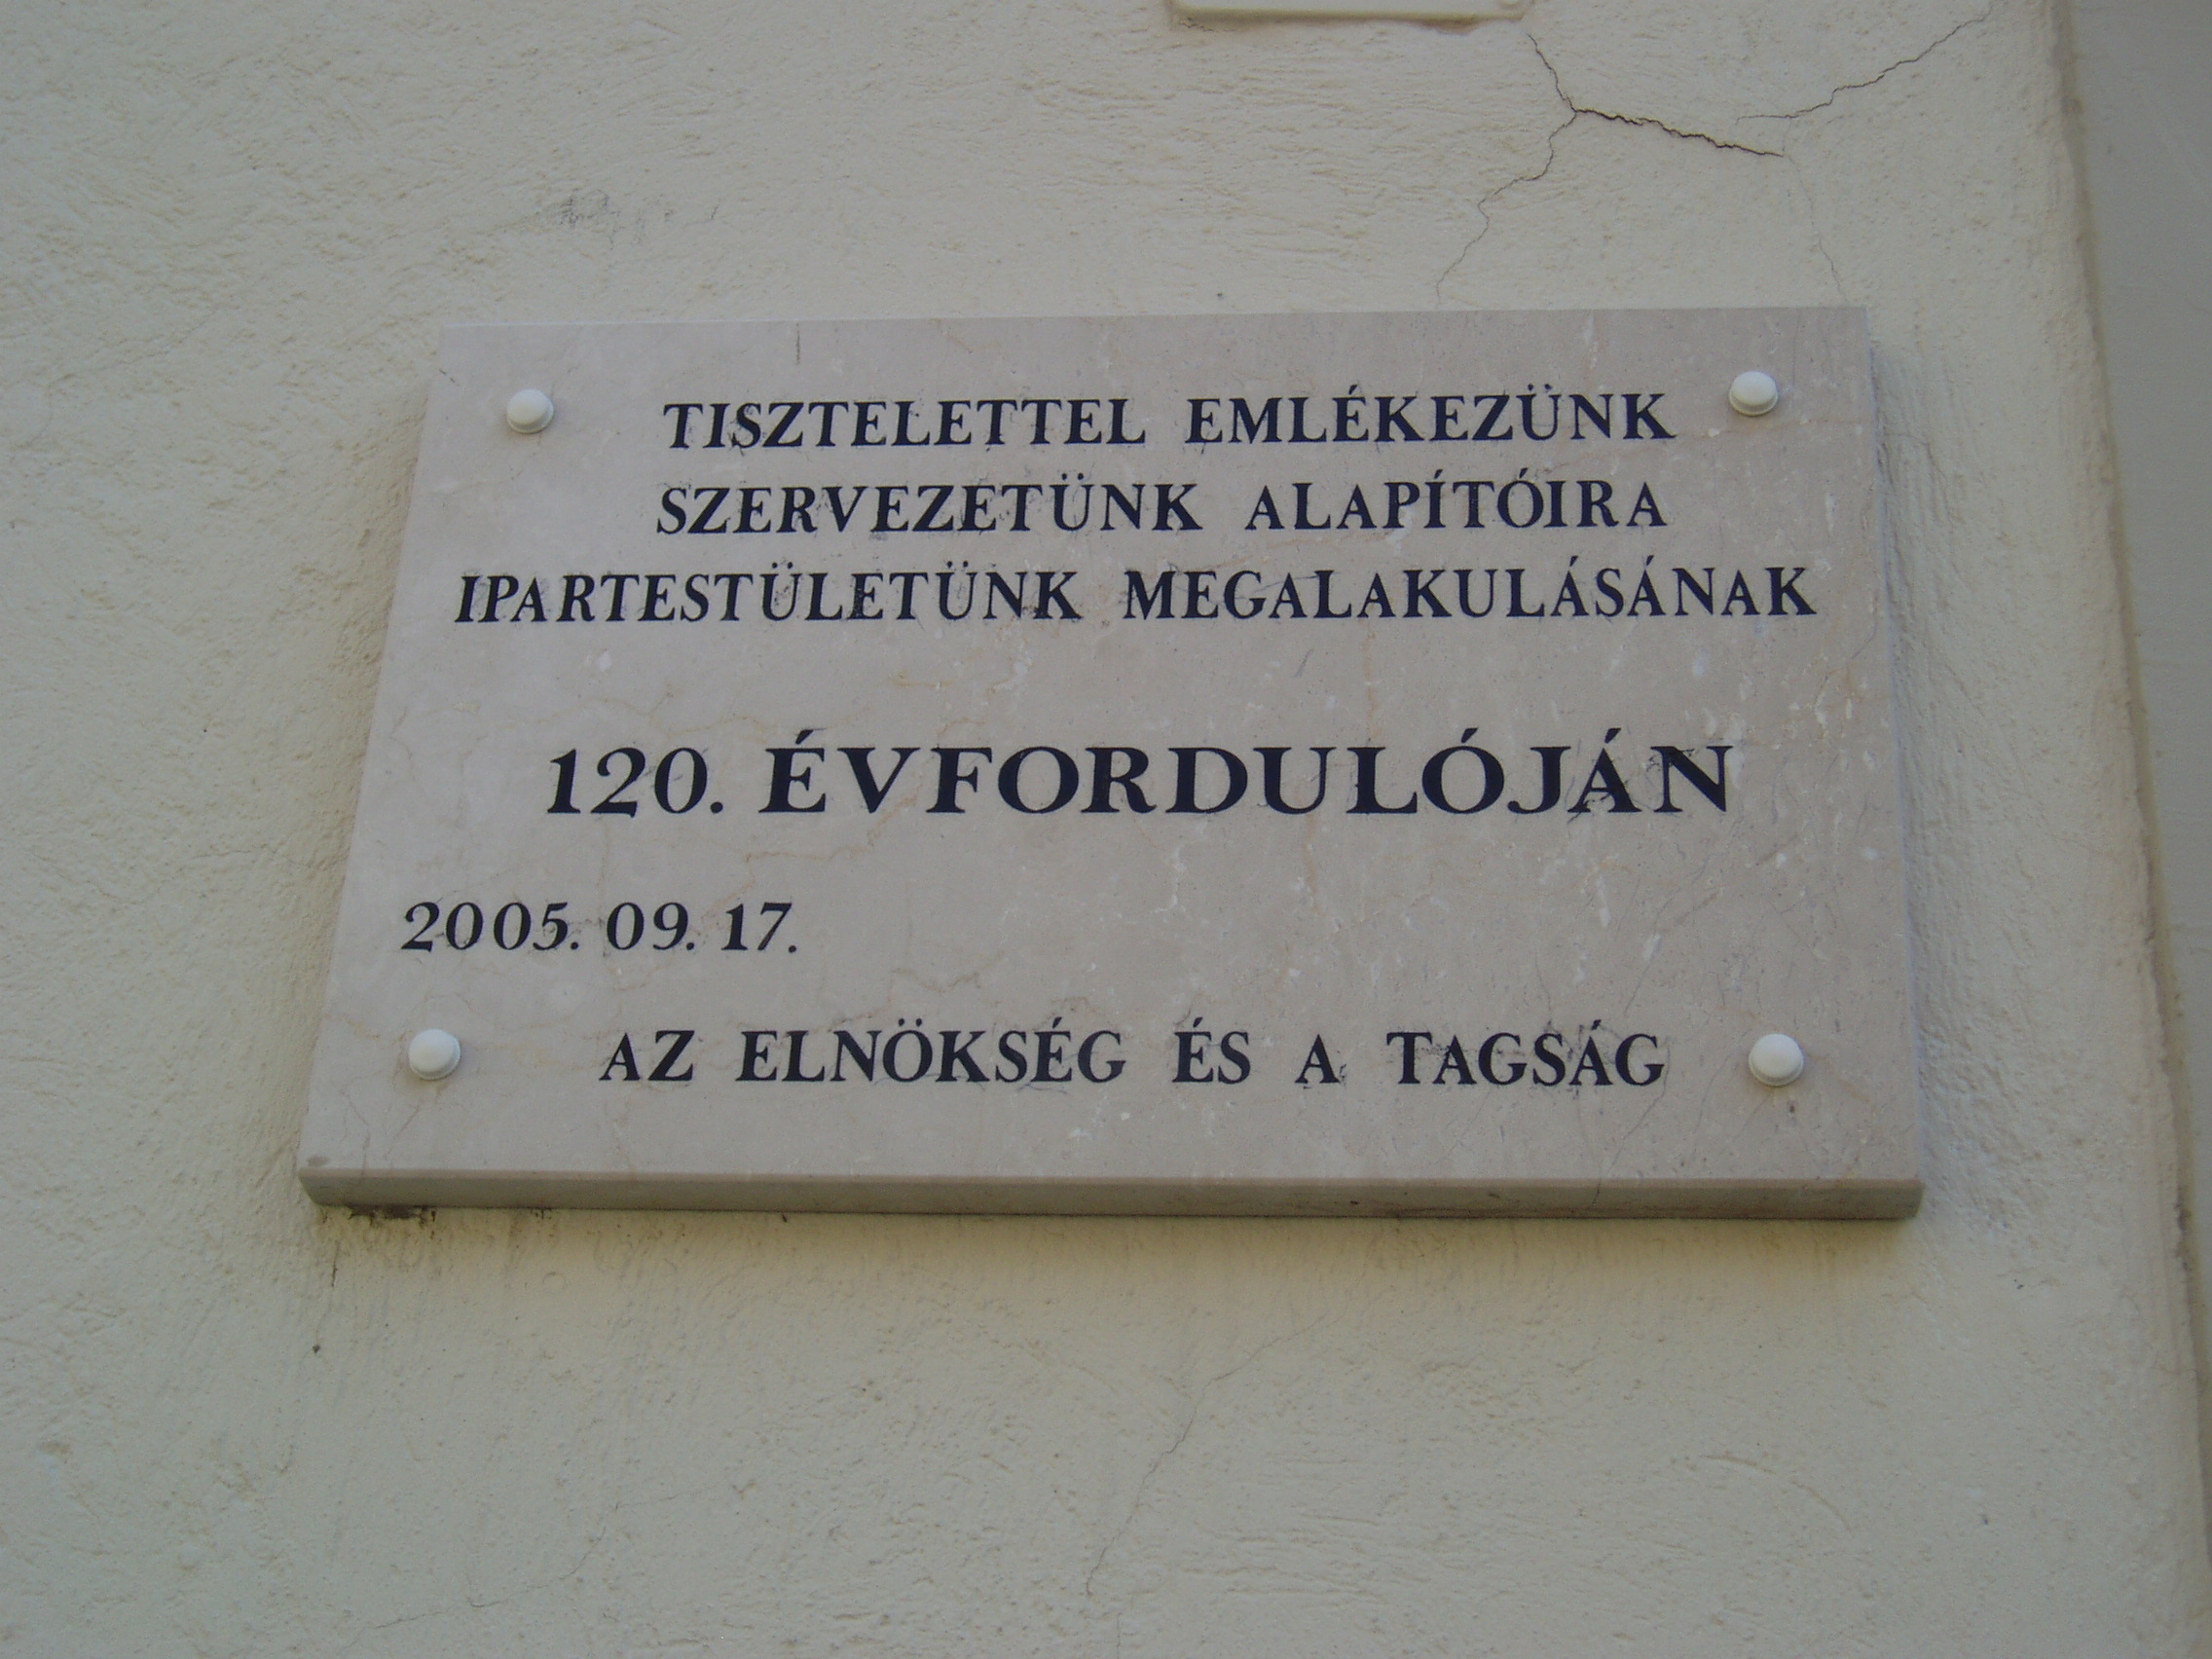 TISZTELETTEL EMLÉKEZÜNK
SZERVEZETÜNK ALAPÍTÓIRA
IPARTESTÜLETÜNK MEGALAKULÁSÁNAK
120. ÉVFORDULÓJÁN
2005. 09. 17.
AZ ELNÖKSÉG ÉS A TAGSÁG